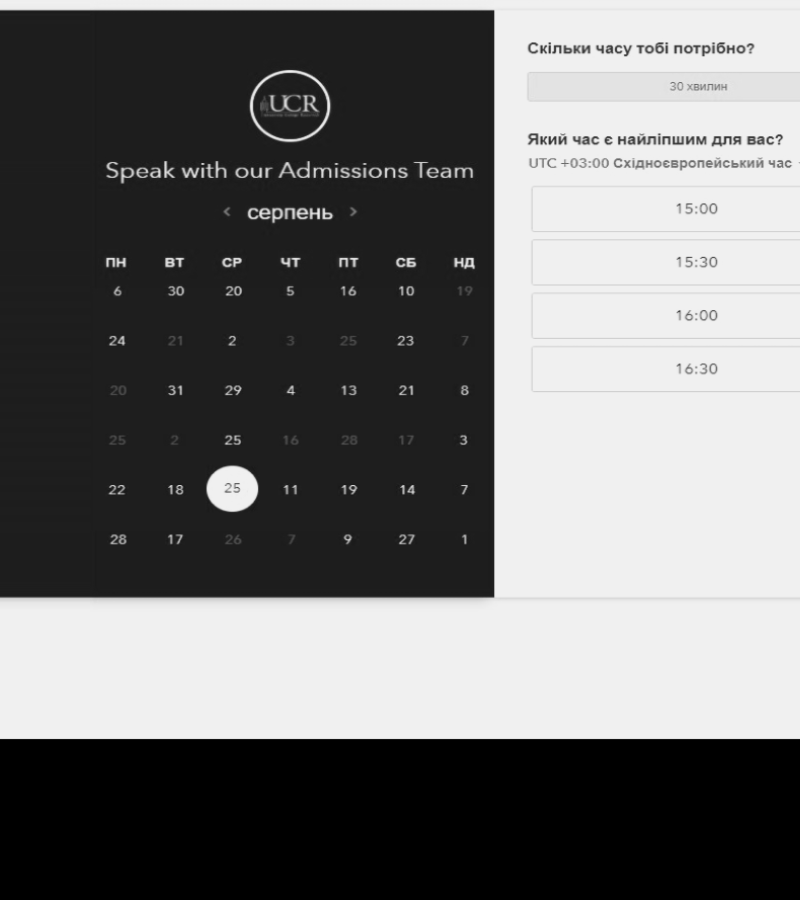 UCR
Speak with our Admissions Team
‹ серпень ›
ПН ВТ СР ЧТ ПТ СБ НД
6 30 20 5 16 10 19
24 21 2 3 25 23 7
20 31 29 4 13 21 8
25 2 25 16 28 17 3
22 18 25 11 19 14 7
28 17 26 7 9 27 1
Скільки часу тобі потрібно?
30 хвилин
Який час є найліпшим для вас?
UTC +03:00 Східноєвропейський час
15:00
15:30
16:00
16:30